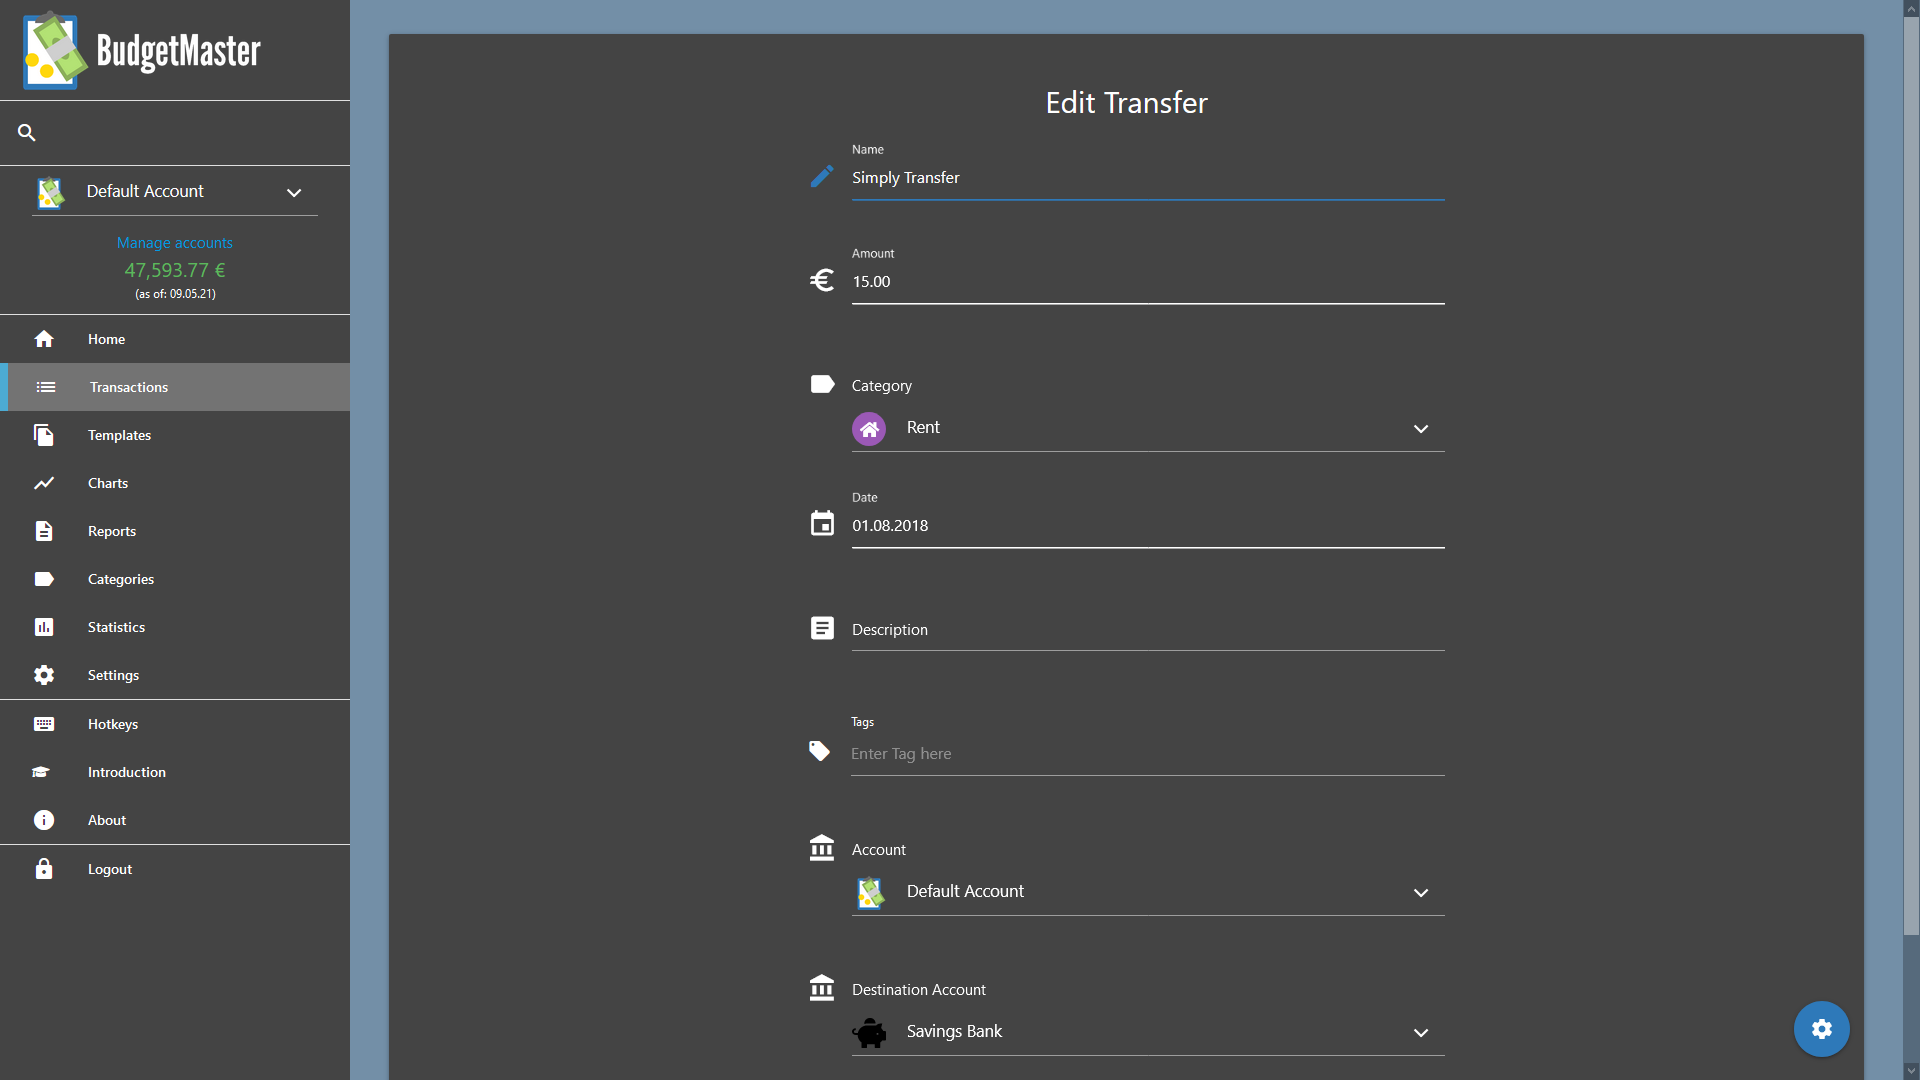 BudgetMaster
Default Account
Manage accounts
47,593.77 €
(as of: 09.05.21)
Home
Transactions
Templates
Charts
Reports
Categories
Statistics
Settings
Hotkeys
Introduction
About
Logout
Edit Transfer
Name
Simply Transfer
Amount
15.00
Category
Rent
Date
01.08.2018
Description
Tags
Enter Tag here
Account
Default Account
Destination Account
Savings Bank